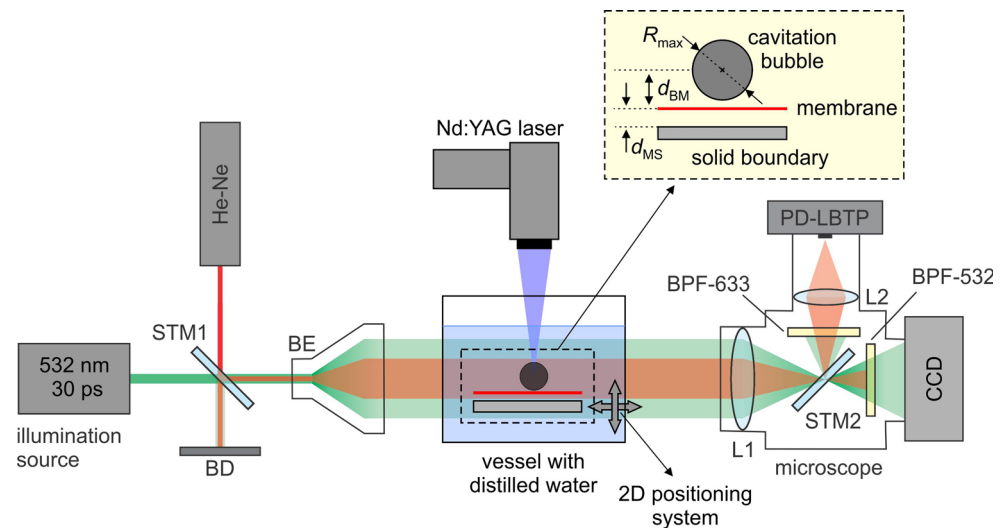 Rmax
cavitation
bubble
dBM
membrane
dMS
solid boundary
Nd:YAG laser
He-Ne
PD-LBTP
BPF-633
BPF-532
L2
STM1
BE
532 nm
30 ps
CCD
STM2
L1
illumination
source
BD
microscope
vessel with
distilled water
2D positioning
system